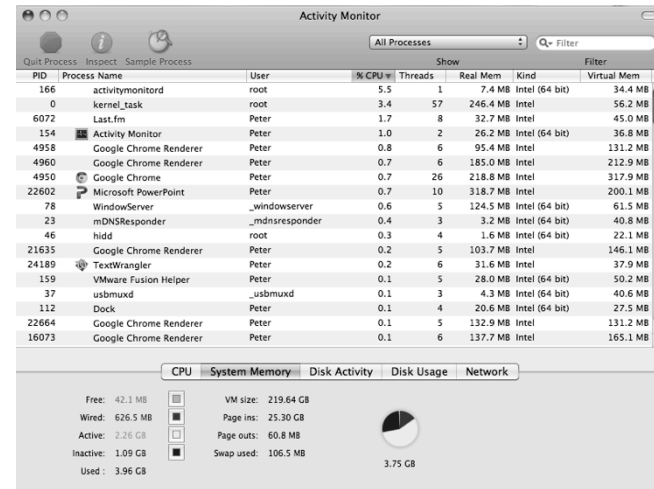 Activity Monitor
All Processes
Filter
Quit Process Inspect Sample Process Show Filter
PID Process Name User % CPU Threads Real Mem Kind Virtual Mem
166 activitymonitord root 5.5 1 7.4 MB Intel (64 bit) 34.4 MB
0 kernel_task root 3.4 57 246.4 MB Intel 56.2 MB
6072 Last.fm Peter 1.7 8 32.7 MB Intel 45.0 MB
154 Activity Monitor Peter 1.0 2 26.2 MB Intel (64 bit) 36.8 MB
4958 Google Chrome Renderer Peter 0.8 6 95.4 MB Intel 131.2 MB
4960 Google Chrome Renderer Peter 0.7 6 185.0 MB Intel 212.9 MB
4950 Google Chrome Peter 0.7 26 218.8 MB Intel 317.9 MB
22602 Microsoft PowerPoint Peter 0.7 10 318.7 MB Intel 200.1 MB
78 WindowServer _windowserver 0.6 5 124.5 MB Intel (64 bit) 61.5 MB
23 mDNSResponder _mdnsresponder 0.4 3 3.2 MB Intel (64 bit) 40.8 MB
46 hidd root 0.3 4 1.6 MB Intel (64 bit) 22.1 MB
21635 Google Chrome Renderer Peter 0.2 5 103.7 MB Intel 146.1 MB
24189 TextWrangler Peter 0.2 6 31.6 MB Intel 37.9 MB
159 VMware Fusion Helper Peter 0.1 5 28.0 MB Intel (64 bit) 50.2 MB
37 usbmuxd _usbmuxd 0.1 3 4.3 MB Intel (64 bit) 40.6 MB
112 Dock Peter 0.1 4 20.6 MB Intel (64 bit) 27.5 MB
22664 Google Chrome Renderer Peter 0.1 5 132.9 MB Intel 131.2 MB
16073 Google Chrome Renderer Peter 0.1 6 137.7 MB Intel 165.1 MB
CPU System Memory Disk Activity Disk Usage Network
Free: 42.1 MB VM size: 219.64 GB
Wired: 626.5 MB Page ins: 25.30 GB
Active: 2.26 GB Page outs: 60.8 MB
Inactive: 1.09 GB Swap used: 106.5 MB
Used : 3.96 GB
3.75 GB